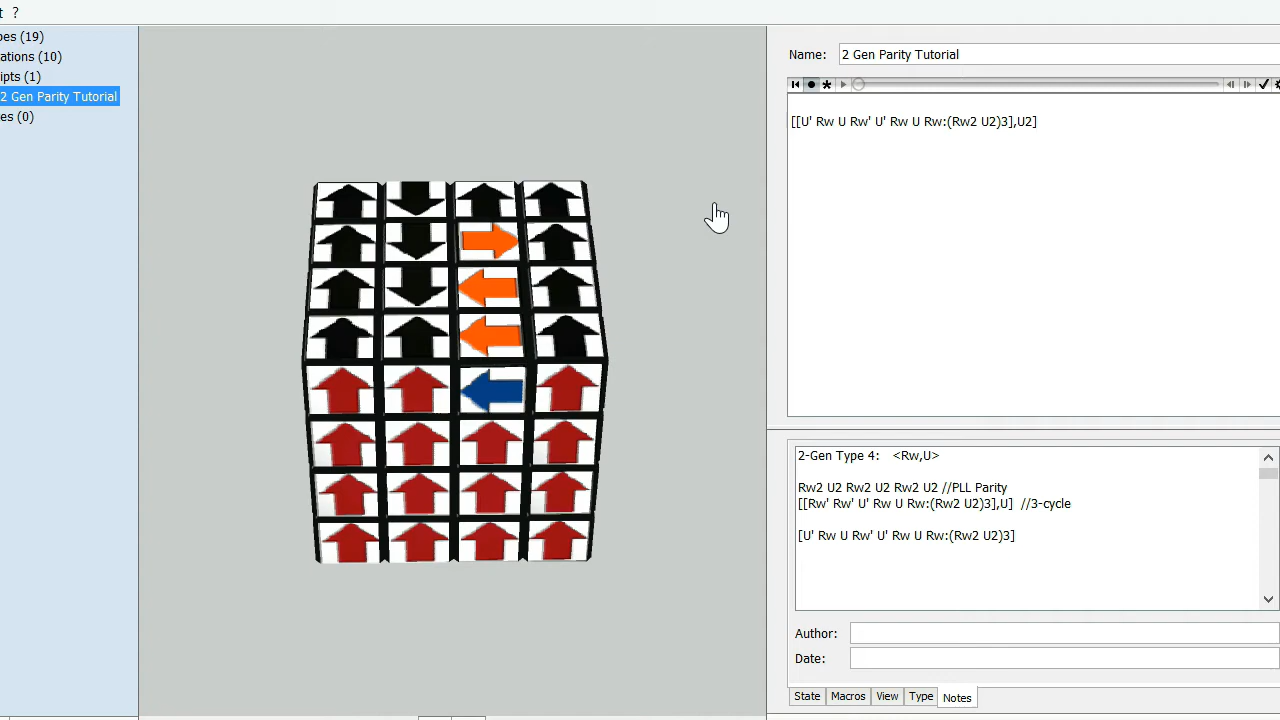 t ?
pes (19)
ations (10)
ipts (1)
2 Gen Parity Tutorial
es (0)
Name: 2 Gen Parity Tutorial
[[U' Rw U Rw' U' Rw U Rw:(Rw2 U2)3],U2]
2-Gen Type 4: <Rw,U>
Rw2 U2 Rw2 U2 Rw2 U2 //PLL Parity
[[Rw' Rw' U' Rw U Rw:(Rw2 U2)3],U] //3-cycle
[U' Rw U Rw' U' Rw U Rw:(Rw2 U2)3]
Author:
Date:
State Macros View Type Notes